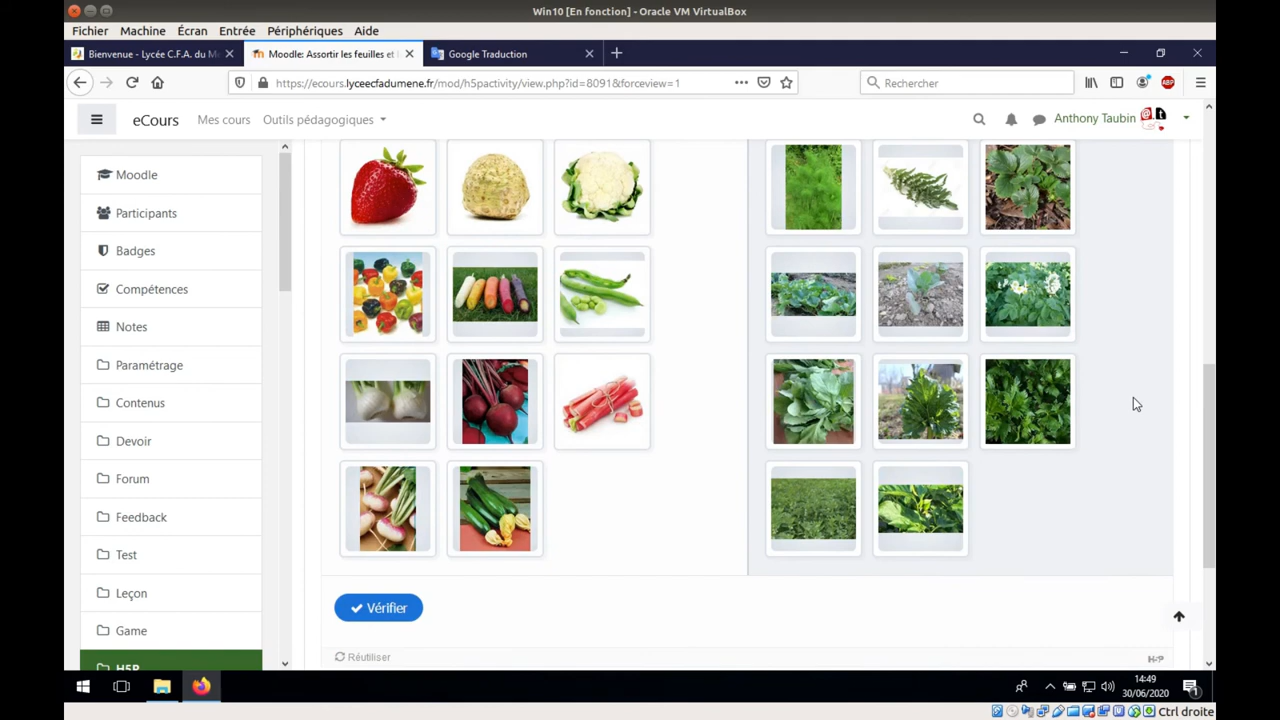 Win10 [En fonction] - Oracle VM VirtualBox
Fichier Machine Écran Entrée Périphériques Aide
Bienvenue - Lycée C.F.A. du M
Moodle: Assortir les feuilles et
Google Traduction
https://ecours.lyceecfadumene.fr/mod/h5pactivity/view.php?id=8091&forceview=1
Rechercher
ABP
eCours Mes cours Outils pédagogiques Anthony Taubin
Moodle
Participants
Badges
Compétences
Notes
Paramétrage
Contenus
Devoir
Forum
Feedback
Test
Leçon
Game
H5P
Vérifier
Réutiliser
H5P
14:49
30/06/2020
1
Ctrl droite